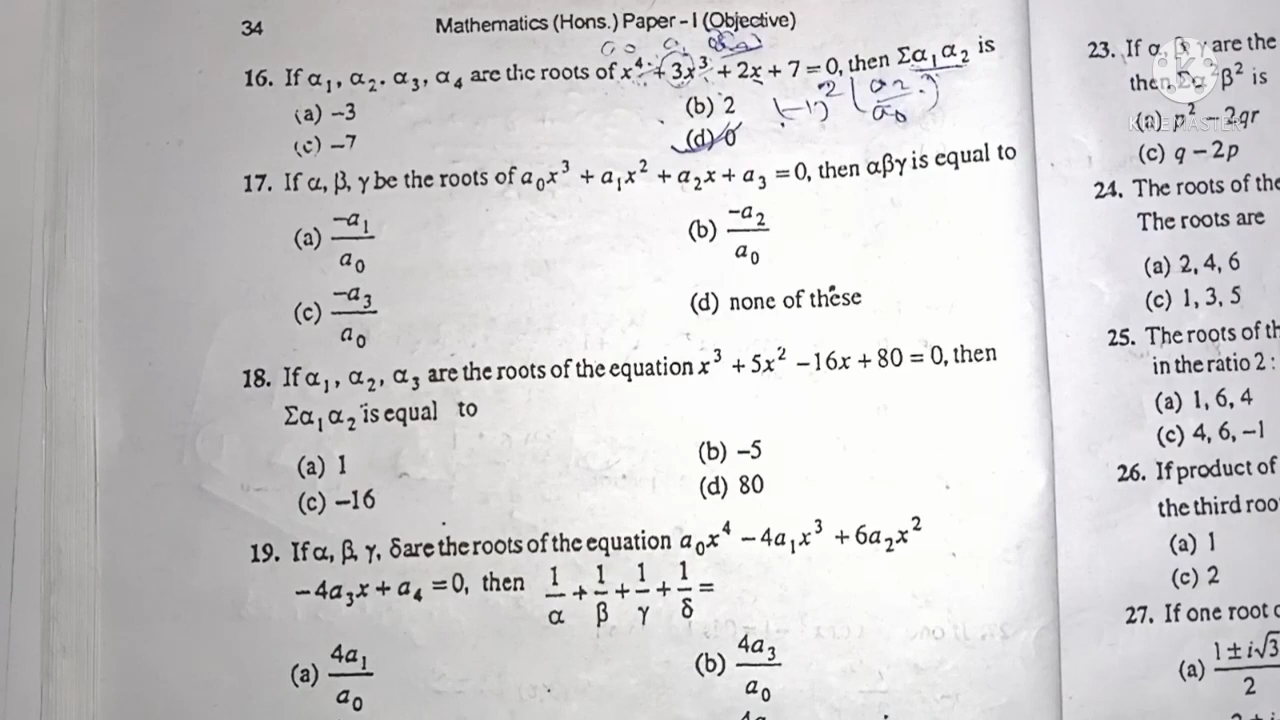 34 Mathematics (Hons.) Paper - I (Objective)
a₀ a₁
16. If α₁, α₂. α₃, α₄ are the roots of x⁴ + 3x³ + 2x + 7 = 0, then Σα₁α₂ is
(a) –3 (b) 2 (-1)² (a₂/a₀)
(c) –7 (d) 0
17. If α, β, γ be the roots of a₀x³ + a₁x² + a₂x + a₃ = 0, then αβγ is equal to
(a) –a₁/a₀ (b) –a₂/a₀
(c) –a₃/a₀ (d) none of these
18. If α₁, α₂, α₃ are the roots of the equation x³ + 5x² – 16x + 80 = 0, then
Σα₁α₂ is equal to
(a) 1 (b) –5
(c) –16 (d) 80
19. If α, β, γ, δ are the roots of the equation a₀x⁴ – 4a₁x³ + 6a₂x²
– 4a₃x + a₄ = 0, then 1/α + 1/β + 1/γ + 1/δ =
(a) 4a₁/a₀ (b) 4a₃/a₀
23. If α, β, γ are the
then Σα²β² is
(a) p² – 2qr
(c) q – 2p
24. The roots of the
The roots are
(a) 2, 4, 6
(c) 1, 3, 5
25. The roots of th
in the ratio 2 :
(a) 1, 6, 4
(c) 4, 6, –1
26. If product of
the third roo
(a) 1
(c) 2
27. If one root
(a) 1 ± i√3/2
KINEMASTER